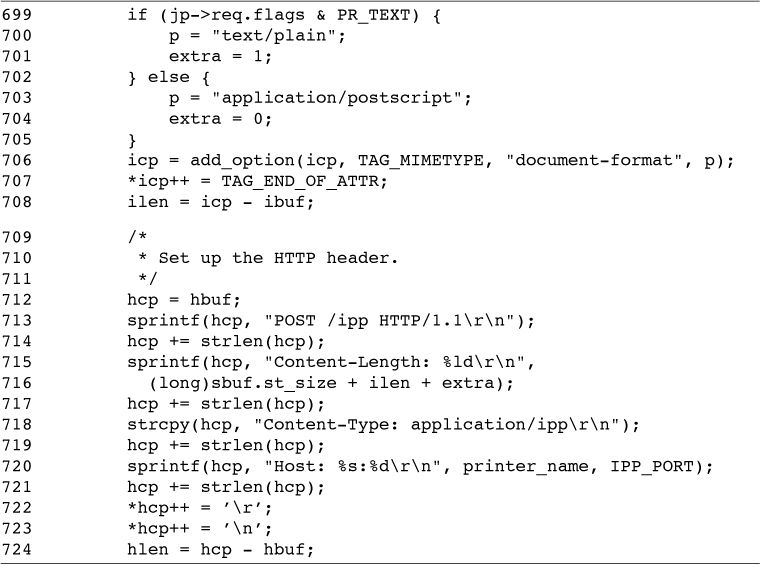 699         if (jp->req.flags & PR_TEXT) {
700             p = "text/plain";
701             extra = 1;
702         } else {
703             p = "application/postscript";
704             extra = 0;
705         }
706         icp = add_option(icp, TAG_MIMETYPE, "document-format", p);
707         *icp++ = TAG_END_OF_ATTR;
708         ilen = icp - ibuf;
709         /*
710          * Set up the HTTP header.
711          */
712         hcp = hbuf;
713         sprintf(hcp, "POST /ipp HTTP/1.1\r\n");
714         hcp += strlen(hcp);
715         sprintf(hcp, "Content-Length: %ld\r\n",
716           (long)sbuf.st_size + ilen + extra);
717         hcp += strlen(hcp);
718         strcpy(hcp, "Content-Type: application/ipp\r\n");
719         hcp += strlen(hcp);
720         sprintf(hcp, "Host: %s:%d\r\n", printer_name, IPP_PORT);
721         hcp += strlen(hcp);
722         *hcp++ = ’\r’;
723         *hcp++ = ’\n’;
724         hlen = hcp - hbuf;